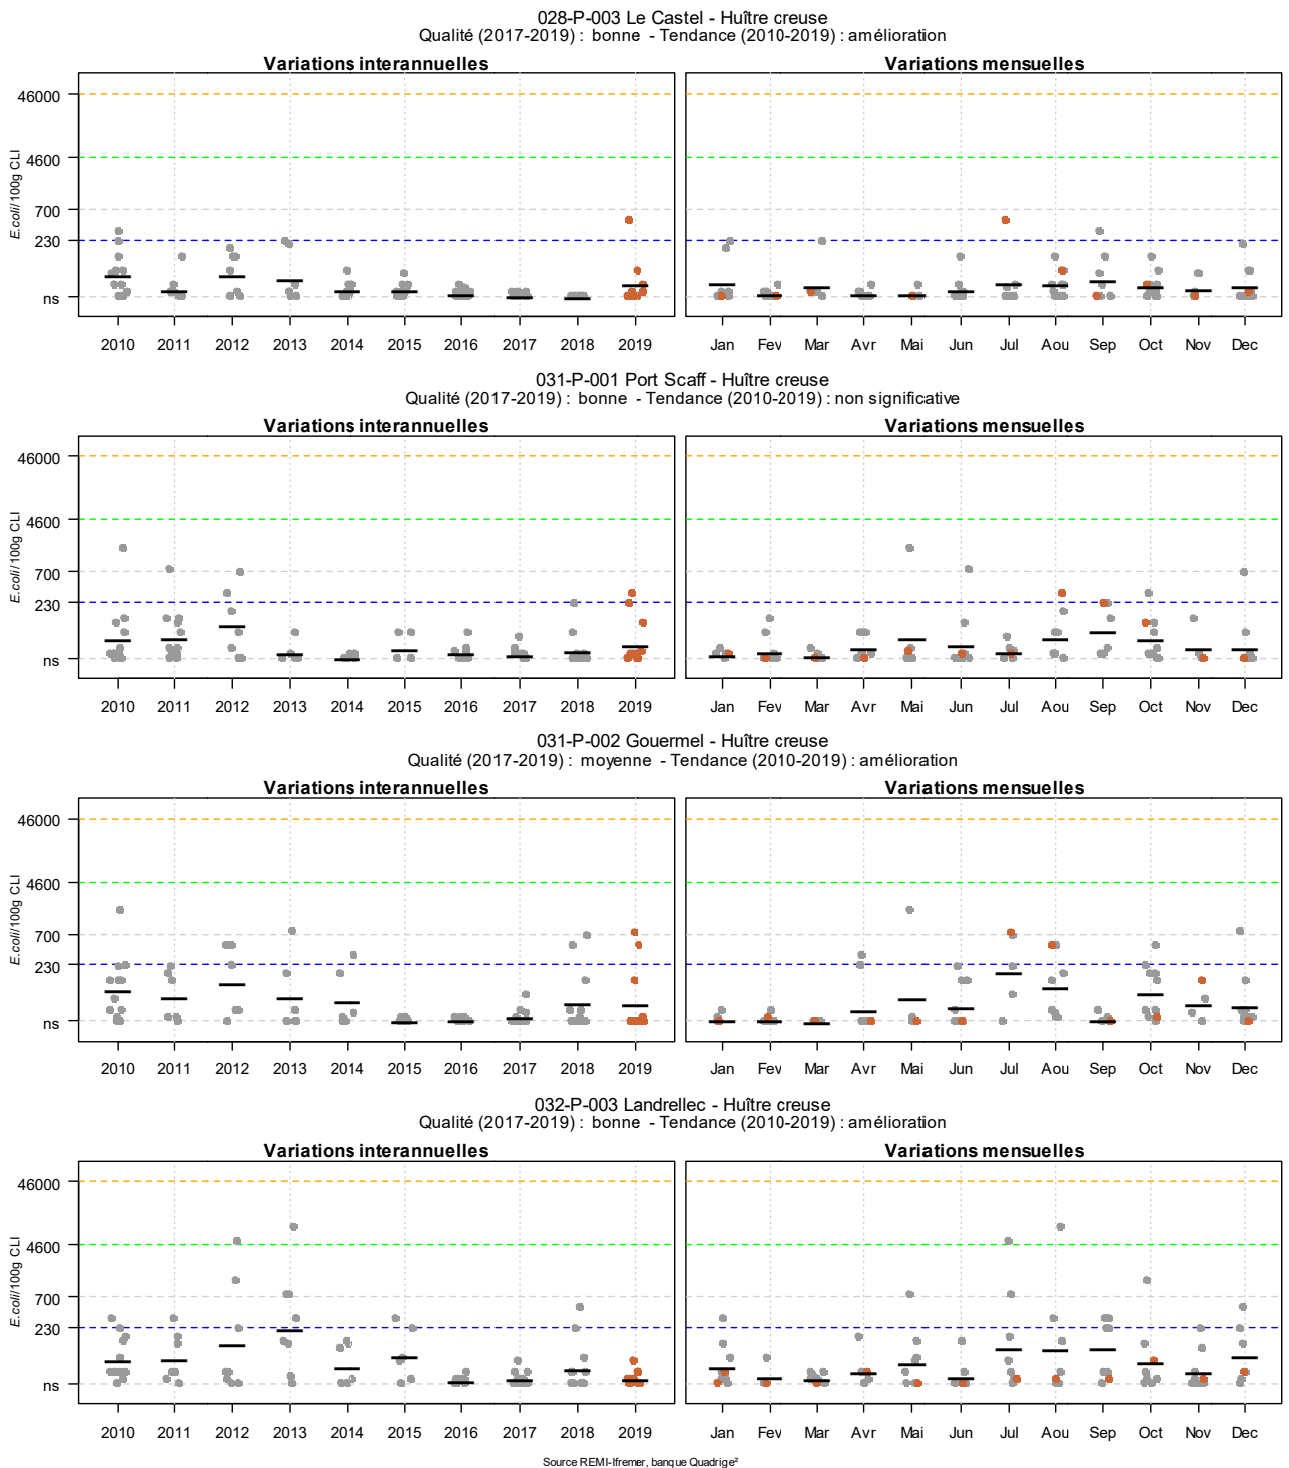 028-P-003 Le Castel - Huître creuse
Qualité (2017-2019) : bonne - Tendance (2010-2019) : amélioration
Variations interannuelles
Variations mensuelles
46000
4600
700
230
ns
E.coli/100g CLI
2010 2011 2012 2013 2014 2015 2016 2017 2018 2019
Jan Fev Mar Avr Mai Jun Jul Aou Sep Oct Nov Dec
031-P-001 Port Scaff - Huître creuse
Qualité (2017-2019) : bonne - Tendance (2010-2019) : non significative
Variations interannuelles
Variations mensuelles
46000
4600
700
230
ns
E.coli/100g CLI
2010 2011 2012 2013 2014 2015 2016 2017 2018 2019
Jan Fev Mar Avr Mai Jun Jul Aou Sep Oct Nov Dec
031-P-002 Gouermel - Huître creuse
Qualité (2017-2019) : moyenne - Tendance (2010-2019) : amélioration
Variations interannuelles
Variations mensuelles
46000
4600
700
230
ns
E.coli/100g CLI
2010 2011 2012 2013 2014 2015 2016 2017 2018 2019
Jan Fev Mar Avr Mai Jun Jul Aou Sep Oct Nov Dec
032-P-003 Landrellec - Huître creuse
Qualité (2017-2019) : bonne - Tendance (2010-2019) : amélioration
Variations interannuelles
Variations mensuelles
46000
4600
700
230
ns
E.coli/100g CLI
2010 2011 2012 2013 2014 2015 2016 2017 2018 2019
Jan Fev Mar Avr Mai Jun Jul Aou Sep Oct Nov Dec
Source REMI-Ifremer, banque Quadrige²